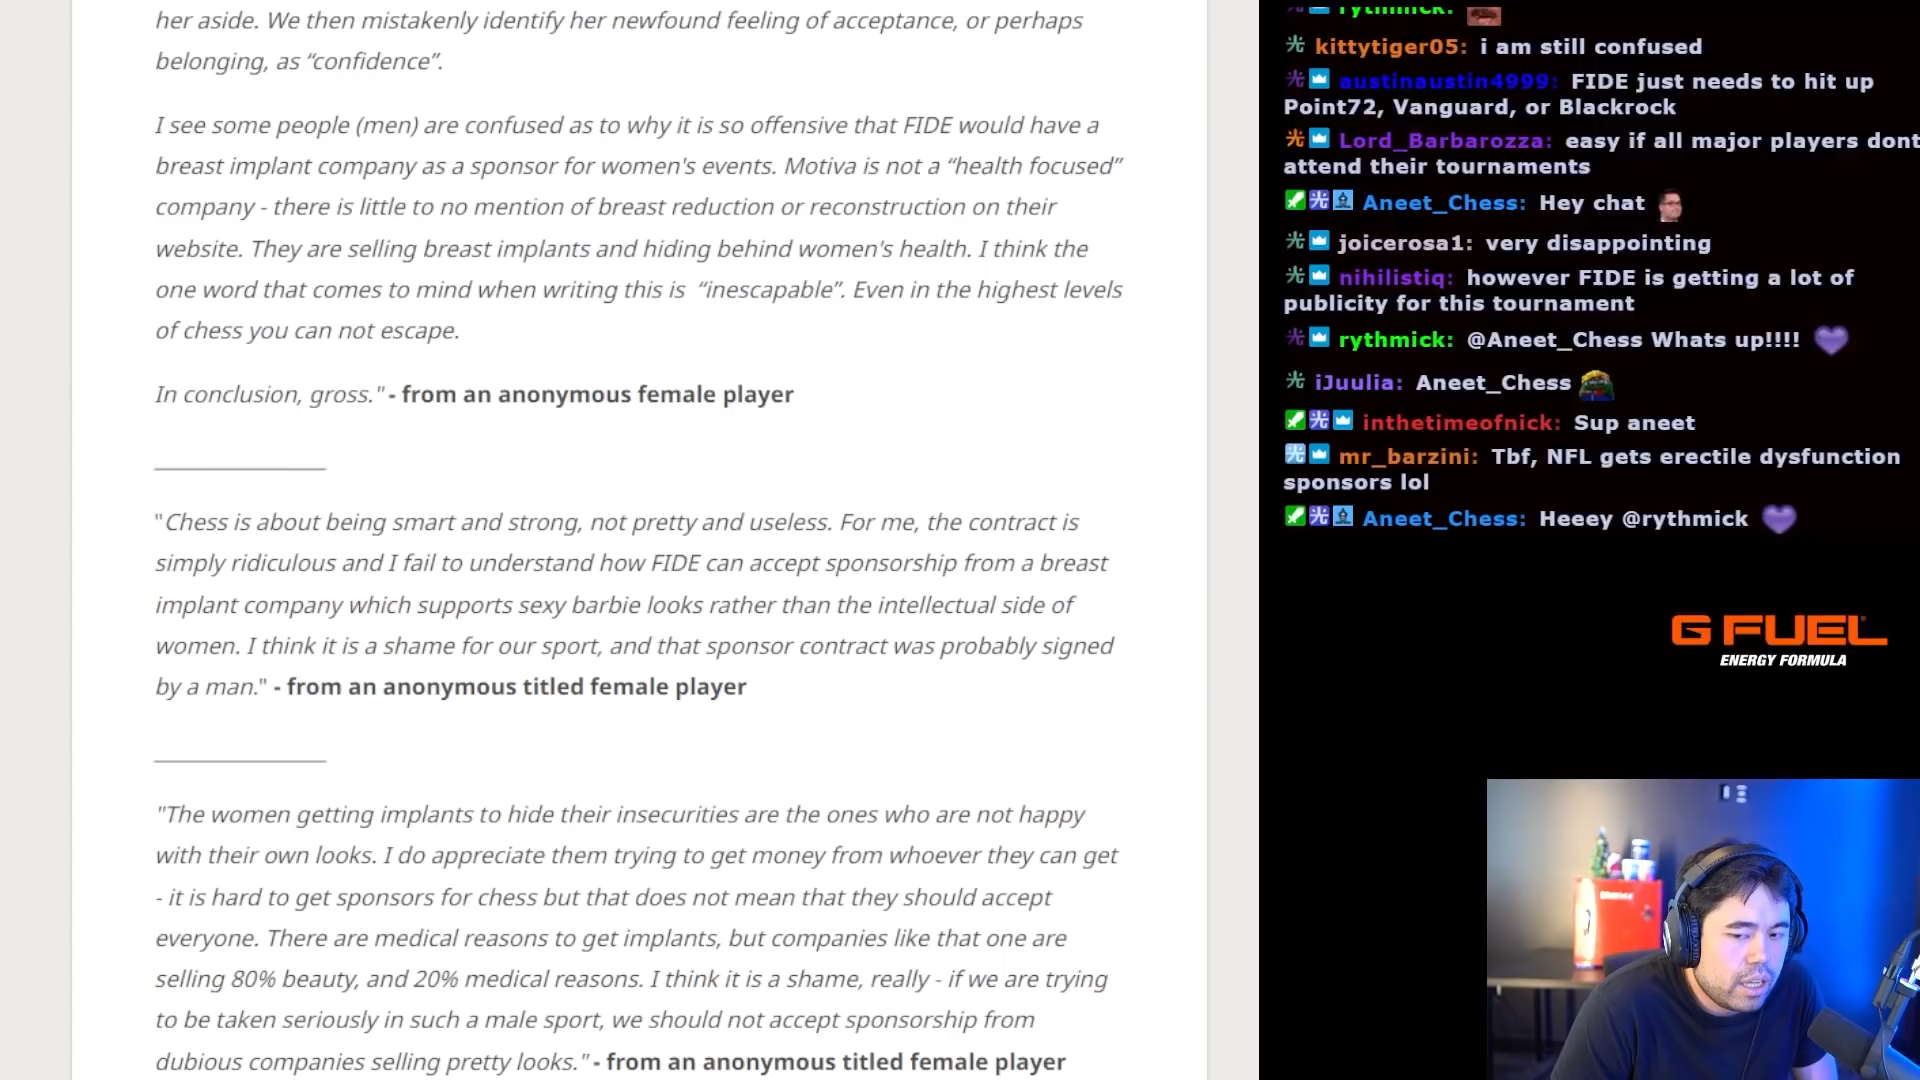 her aside. We then mistakenly identify her newfound feeling of acceptance, or perhaps
belonging, as “confidence”.
I see some people (men) are confused as to why it is so offensive that FIDE would have a
breast implant company as a sponsor for women's events. Motiva is not a “health focused”
company - there is little to no mention of breast reduction or reconstruction on their
website. They are selling breast implants and hiding behind women's health. I think the
one word that comes to mind when writing this is “inescapable”. Even in the highest levels
of chess you can not escape.
In conclusion, gross." - from an anonymous female player
"Chess is about being smart and strong, not pretty and useless. For me, the contract is
simply ridiculous and I fail to understand how FIDE can accept sponsorship from a breast
implant company which supports sexy barbie looks rather than the intellectual side of
women. I think it is a shame for our sport, and that sponsor contract was probably signed
by a man." - from an anonymous titled female player
"The women getting implants to hide their insecurities are the ones who are not happy
with their own looks. I do appreciate them trying to get money from whoever they can get
- it is hard to get sponsors for chess but that does not mean that they should accept
everyone. There are medical reasons to get implants, but companies like that one are
selling 80% beauty, and 20% medical reasons. I think it is a shame, really - if we are trying
to be taken seriously in such a male sport, we should not accept sponsorship from
dubious companies selling pretty looks." - from an anonymous titled female player
rythmick:
光 kittytiger05: i am still confused
光 austinaustin4999: FIDE just needs to hit up
Point72, Vanguard, or Blackrock
光 Lord_Barbarozza: easy if all major players dont
attend their tournaments
光 Aneet_Chess: Hey chat
光 joicerosa1: very disappointing
光 nihilistiq: however FIDE is getting a lot of
publicity for this tournament
光 rythmick: @Aneet_Chess Whats up!!!!
光 iJuulia: Aneet_Chess
光 inthetimeofnick: Sup aneet
光 mr_barzini: Tbf, NFL gets erectile dysfunction
sponsors lol
光 Aneet_Chess: Heeey @rythmick
G FUEL
ENERGY FORMULA